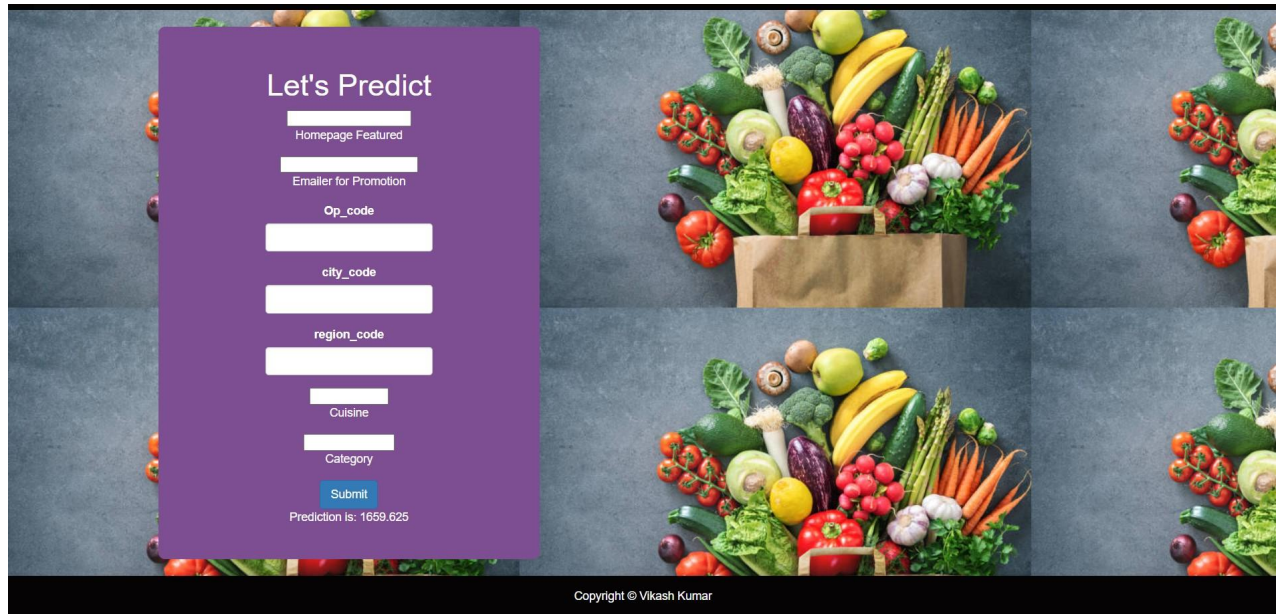 Let's Predict
Homepage Featured
Emailer for Promotion
Op_code
city_code
region_code
Cuisine
Category
Submit
Prediction is: 1659.625
Copyright © Vikash Kumar